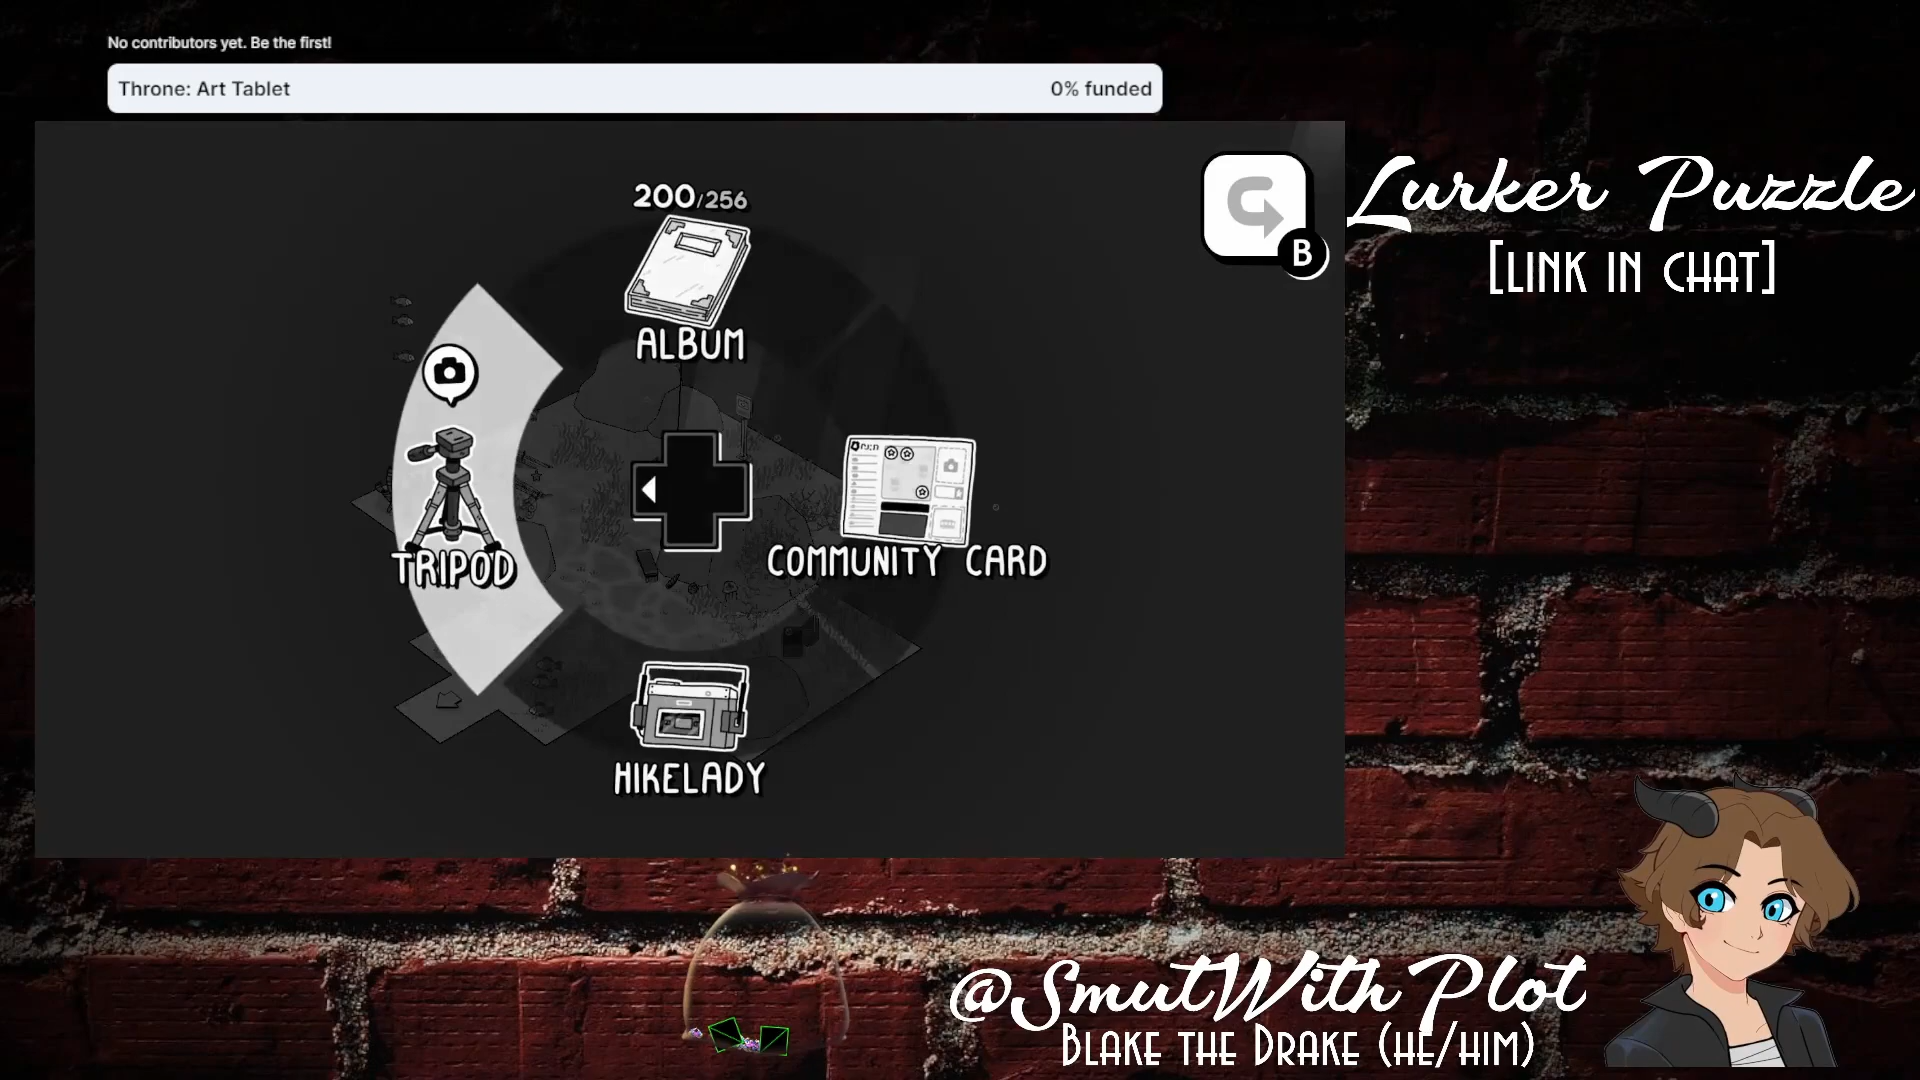 No contributors yet. Be the first!
Throne: Art Tablet 0% funded
200/256
ALBUM
B
Lurker Puzzle
[LINK IN CHAT]
TRIPOD
COMMUNITY CARD
HIKELADY
@SmutWithPlot
BLAKE THE DRAKE (HE/HIM)